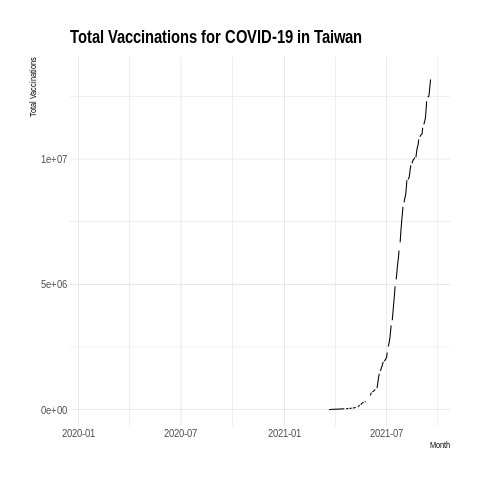 Total Vaccinations for COVID-19 in Taiwan
Total Vaccinations
1e+07
5e+06
0e+00
2020-01 2020-07 2021-01 2021-07
Month